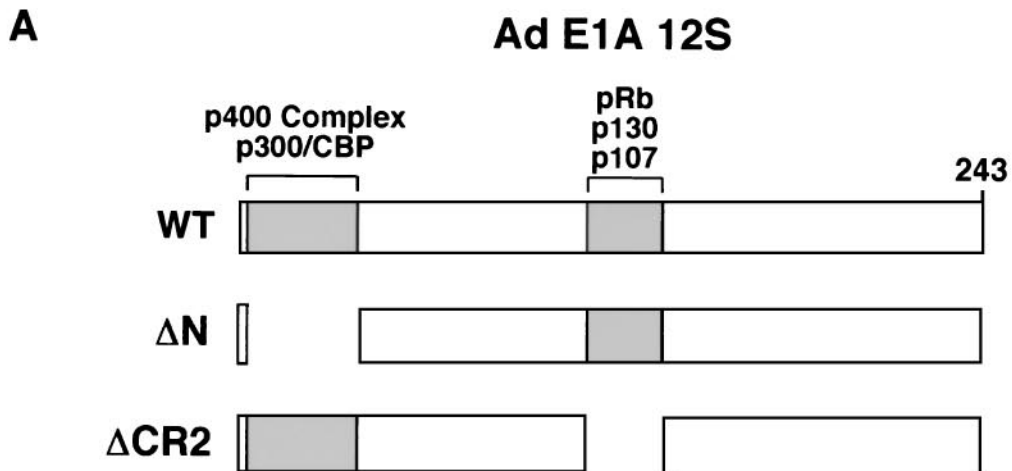 A
Ad E1A 12S
p400 Complex
p300/CBP
pRb
p130
p107
243
WT
ΔN
ΔCR2